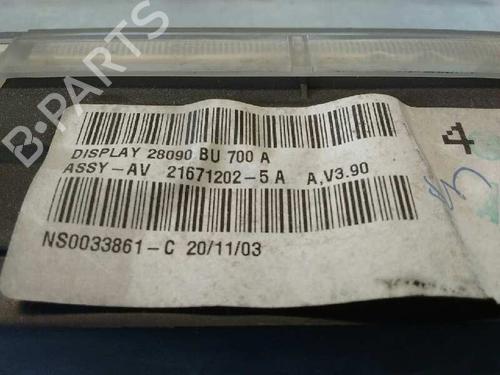 B-PARTS
DISPLAY 28090 BU 700 A
ASSY-AV 21671202-5 A A,V3.90
NS0033861-C 20/11/03
4